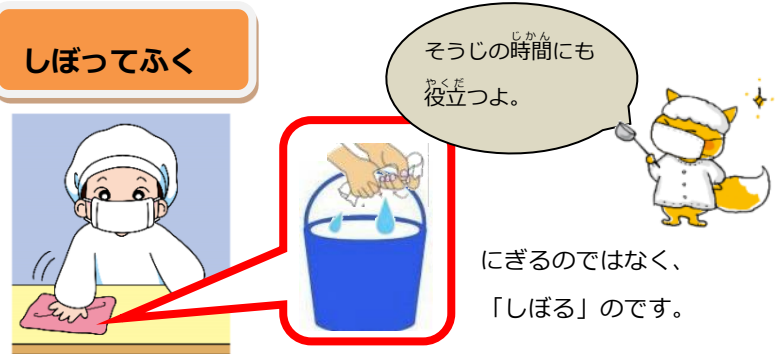 しぼってふく
そうじの時間にも
役立つよ。
にぎるのではなく、
「しぼる」のです。